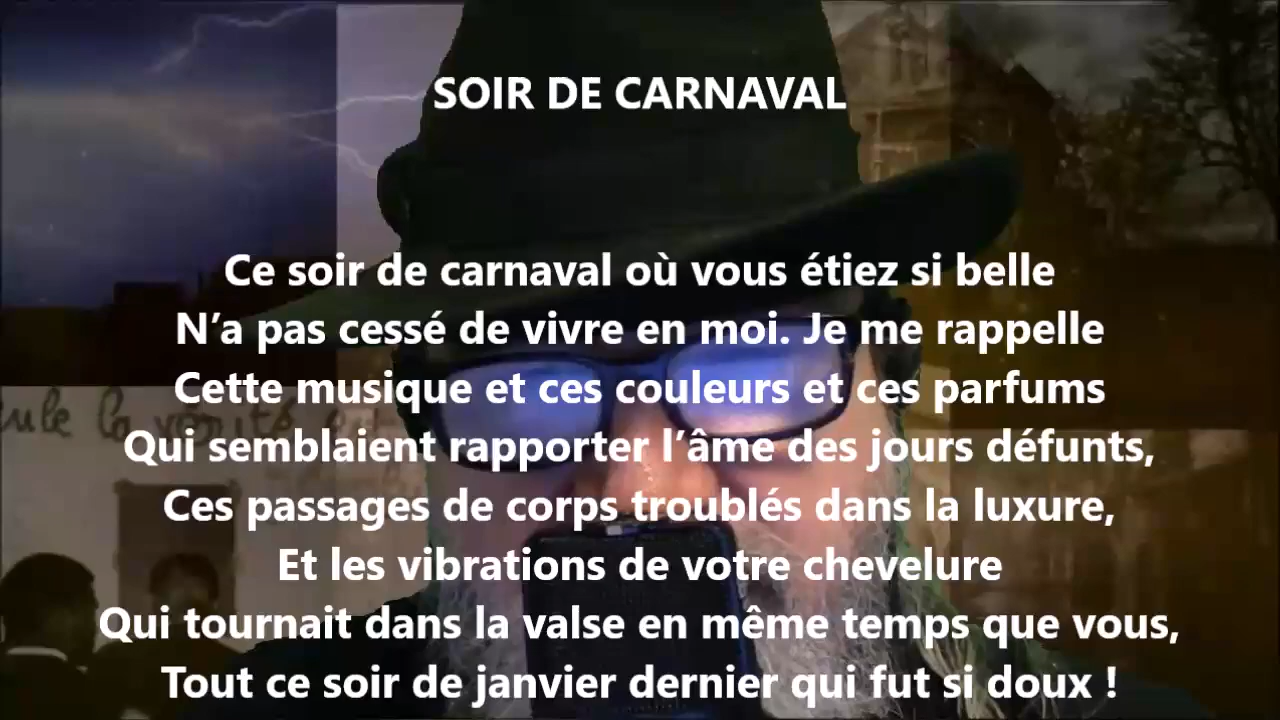 SOIR DE CARNAVAL
Ce soir de carnaval où vous étiez si belle
N’a pas cessé de vivre en moi. Je me rappelle
Cette musique et ces couleurs et ces parfums
Qui semblaient rapporter l’âme des jours défunts,
Ces passages de corps troublés dans la luxure,
Et les vibrations de votre chevelure
Qui tournait dans la valse en même temps que vous,
Tout ce soir de janvier dernier qui fut si doux !
la vérité